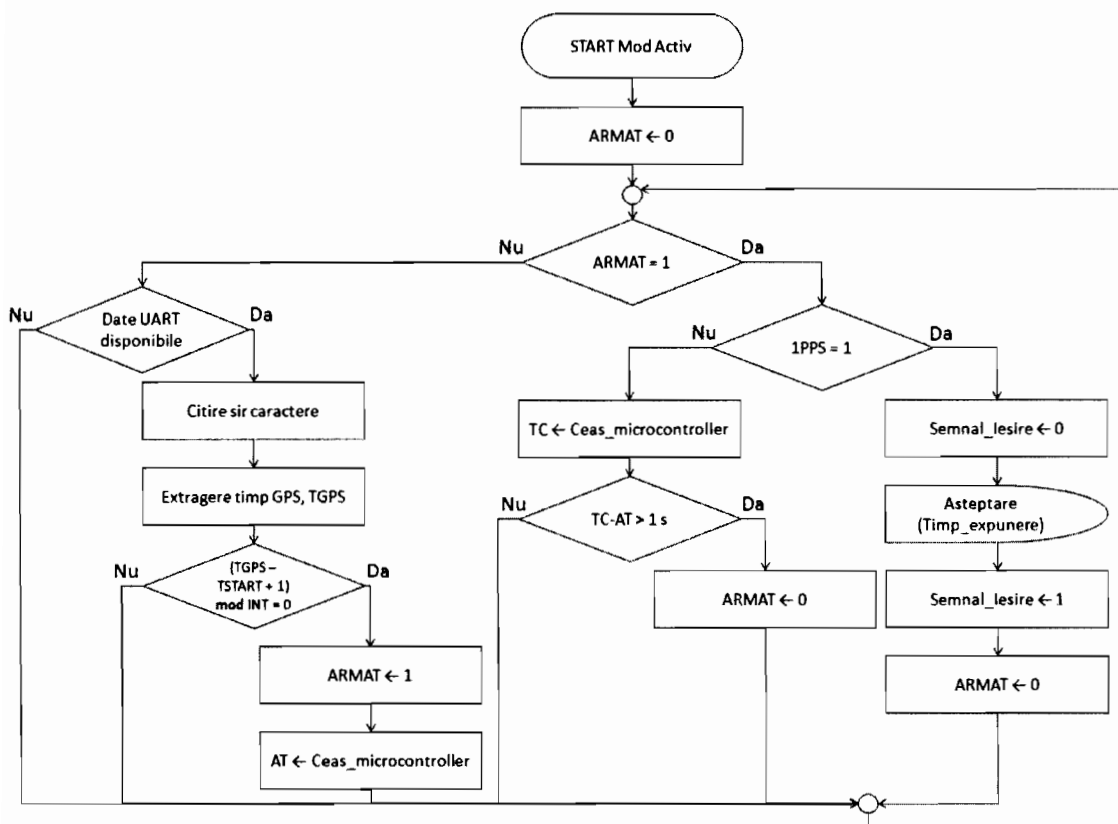 START Mod Activ
ARMAT ← 0
Nu
ARMAT = 1
Da
Nu
Date UART
disponibile
Da
Nu
1PPS = 1
Da
Citire sir caractere
TC ← Ceas_microcontroller
Semnal_Iesire ← 0
Extragere timp GPS, TGPS
Nu
TC-AT > 1 s
Da
Asteptare
(Timp_expunere)
Nu
(TGPS –
TSTART + 1)
mod INT = 0
Da
ARMAT ← 0
Semnal_Iesire ← 1
ARMAT ← 1
ARMAT ← 0
AT ← Ceas_microcontroller